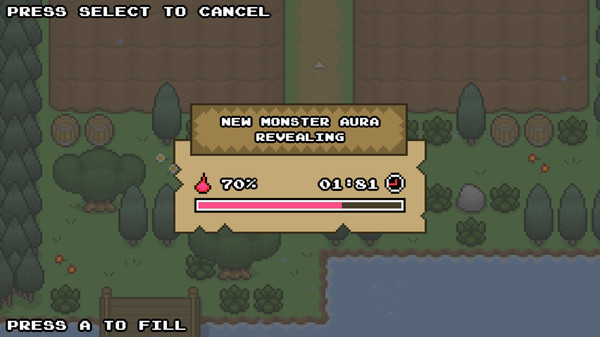 PRESS SELECT TO CANCEL
NEW MONSTER AURA
REVEALING
70% 01:81
PRESS A TO FILL